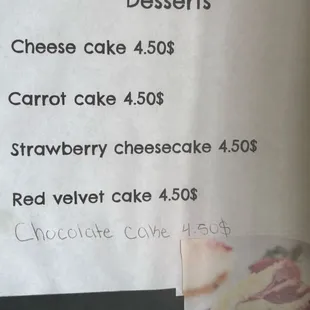 Desserts
Cheese cake 4.50$
Carrot cake 4.50$
Strawberry cheesecake 4.50$
Red velvet cake 4.50$
Chucolate cake 4.50$